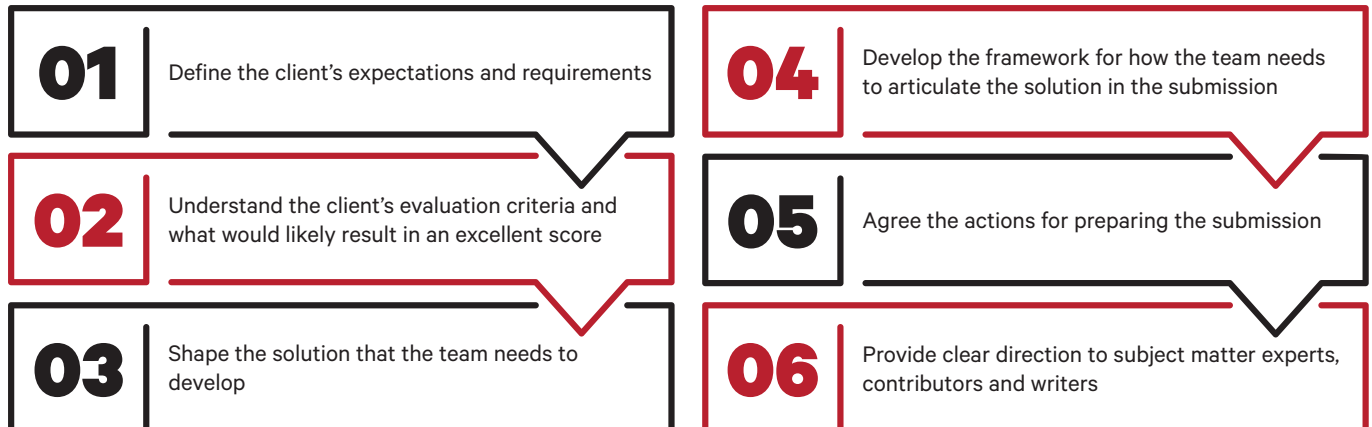 01
Define the client’s expectations and requirements
02
Understand the client’s evaluation criteria and
what would likely result in an excellent score
03
Shape the solution that the team needs to
develop
04
Develop the framework for how the team needs
to articulate the solution in the submission
05
Agree the actions for preparing the submission
06
Provide clear direction to subject matter experts,
contributors and writers